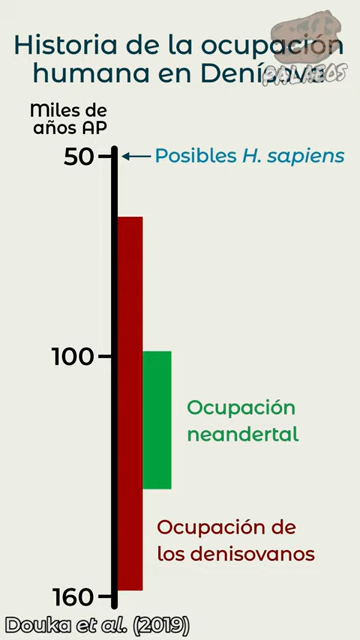 Historia de la ocupación
humana en Denísova
PALAEOS
Miles de
años AP
50
Posibles H. sapiens
100
Ocupación
neandertal
Ocupación de
los denisovanos
160
Douka et al. (2019)